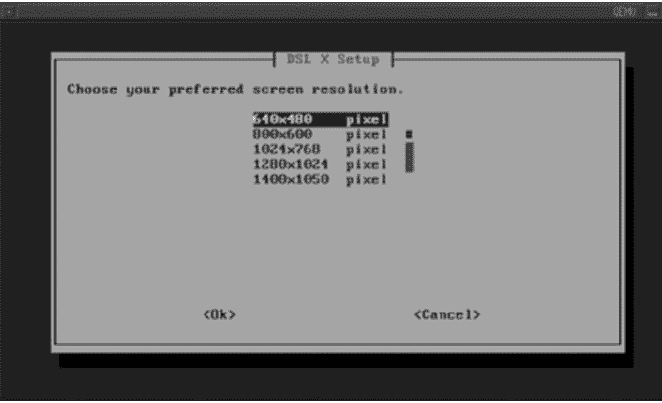 QEMU
DSL X Setup
Choose your preferred screen resolution.
640x480 pixel
800x600 pixel
1024x768 pixel
1280x1024 pixel
1400x1050 pixel
<Ok> <Cancel>